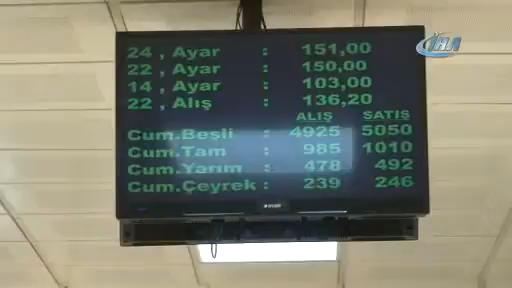 İHA
24 , Ayar : 151,00
22 , Ayar : 150,00
14 , Ayar : 103,00
22 , Alış : 136,20
ALIŞ SATIŞ
Cum.Beşli : 4925 5050
Cum.Tam : 985 1010
Cum.Yarım : 478 492
Cum.Çeyrek : 239 246